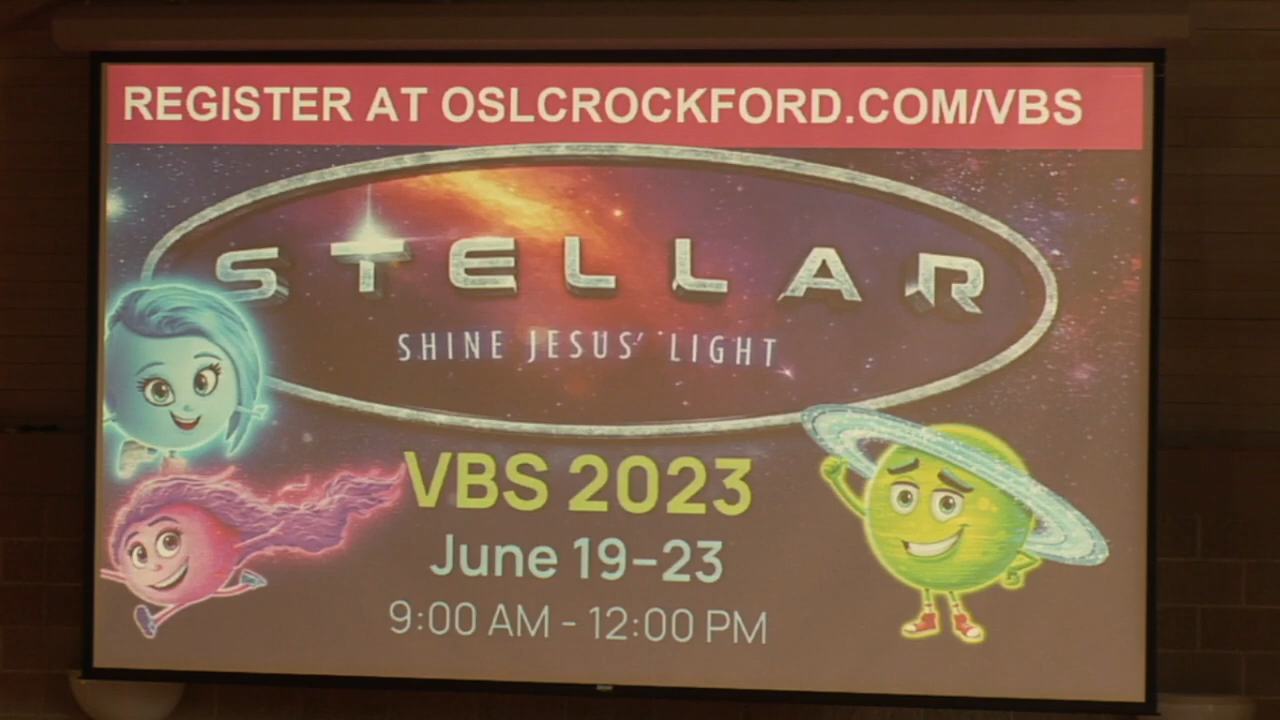 REGISTER AT OSLCROCKFORD.COM/VBS
STELLAR
SHINE JESUS' LIGHT
VBS 2023
June 19-23
9:00 AM - 12:00 PM